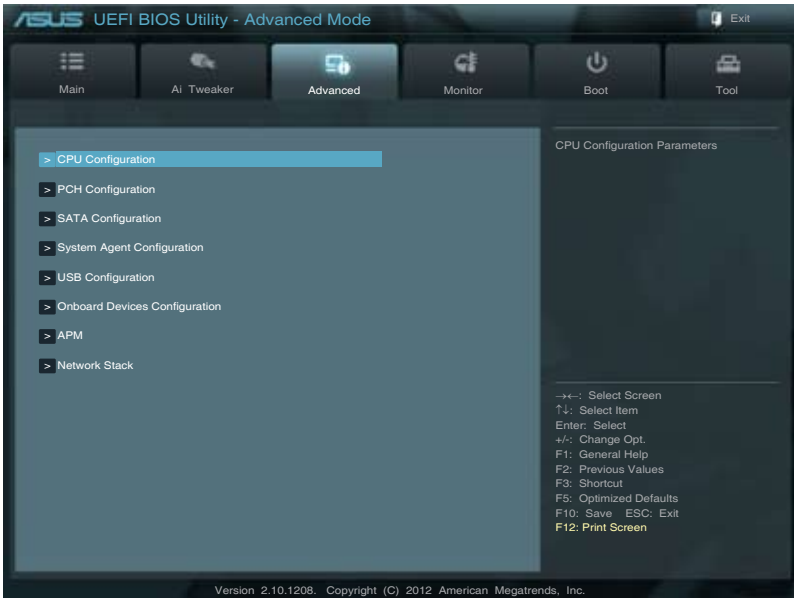 ASUS UEFI BIOS Utility - Advanced Mode
Exit
Main
Ai Tweaker
Advanced
Monitor
Boot
Tool
> CPU Configuration
> PCH Configuration
> SATA Configuration
> System Agent Configuration
> USB Configuration
> Onboard Devices Configuration
> APM
> Network Stack
CPU Configuration Parameters
→←: Select Screen
↑↓: Select Item
Enter: Select
+/-: Change Opt.
F1: General Help
F2: Previous Values
F3: Shortcut
F5: Optimized Defaults
F10: Save ESC: Exit
F12: Print Screen
Version 2.10.1208. Copyright (C) 2012 American Megatrends, Inc.